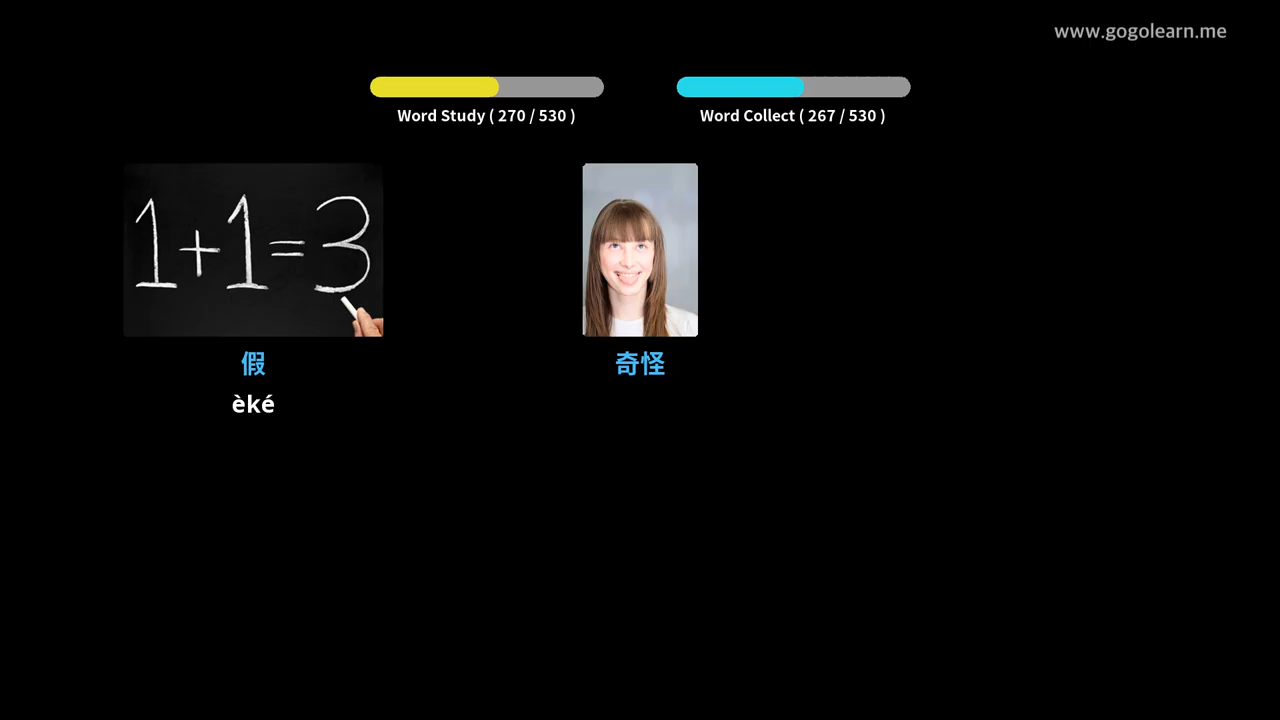 www.gogolearn.me
Word Study ( 270 / 530 )
Word Collect ( 267 / 530 )
1+1=3
假
奇怪
èké